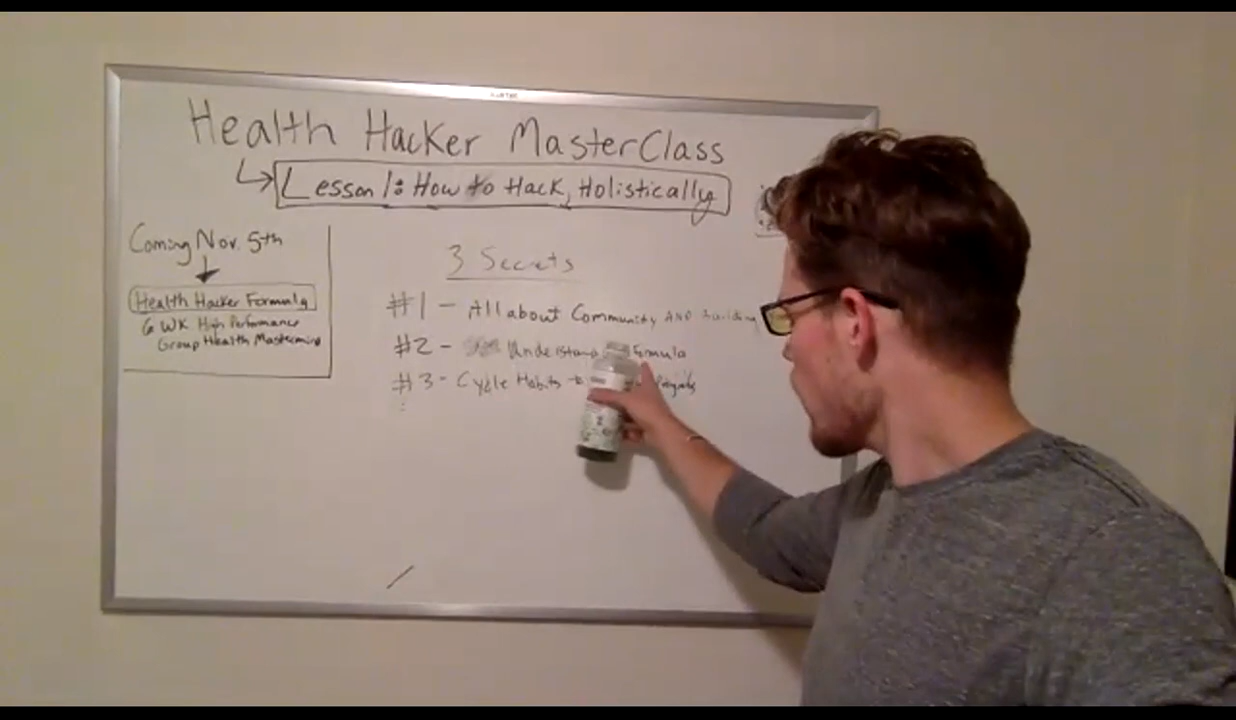 Health Hacker MasterClass
Lesson 1: How to Hack, Holistically
Coming Nov. 5th
Health Hacker Formula
6 WK High Performance
Group Health Mastermind
3 Secrets
#1 - All about Community AND Building
#2 - Understand Formula
#3 - Cycle Habits